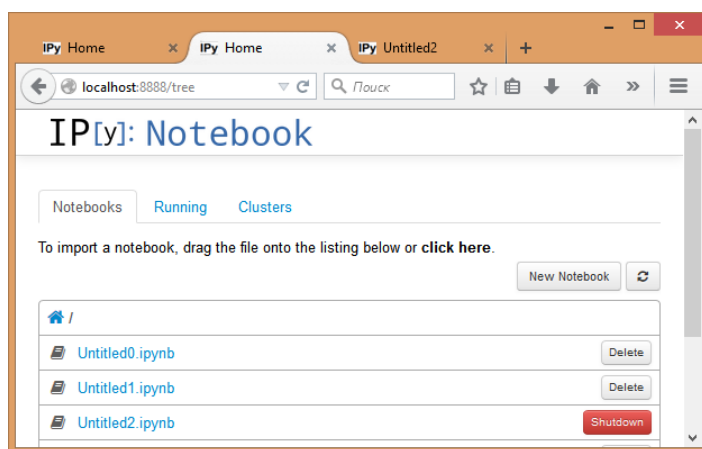 IPy Home IPy Home IPy Untitled2
localhost:8888/tree Поиск
IP[y]: Notebook
Notebooks Running Clusters
To import a notebook, drag the file onto the listing below or click here.
New Notebook
/
Untitled0.ipynb Delete
Untitled1.ipynb Delete
Untitled2.ipynb Shutdown